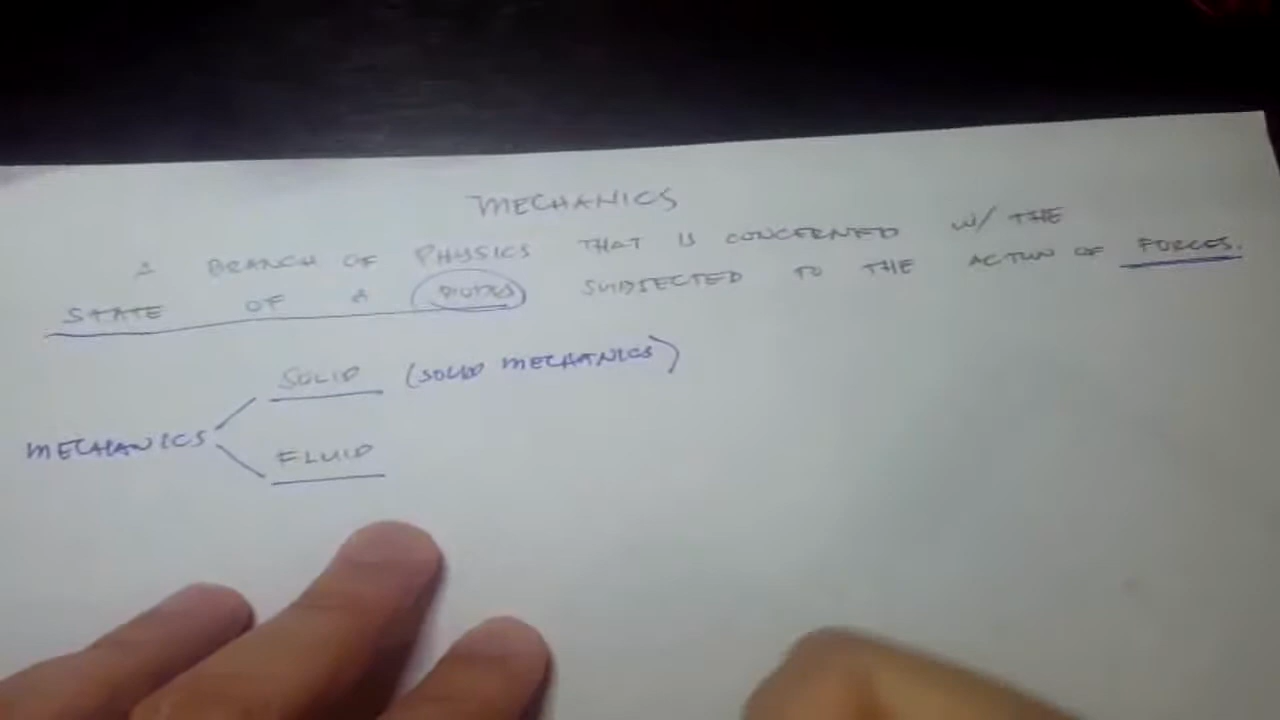 MECHANICS
A BRANCH OF PHYSICS THAT IS CONCERNED W/ THE
STATE OF A BODIES SUBJECTED TO THE ACTION OF FORCES.
SOLID (SOLID MECHANICS)
MECHANICS
FLUID